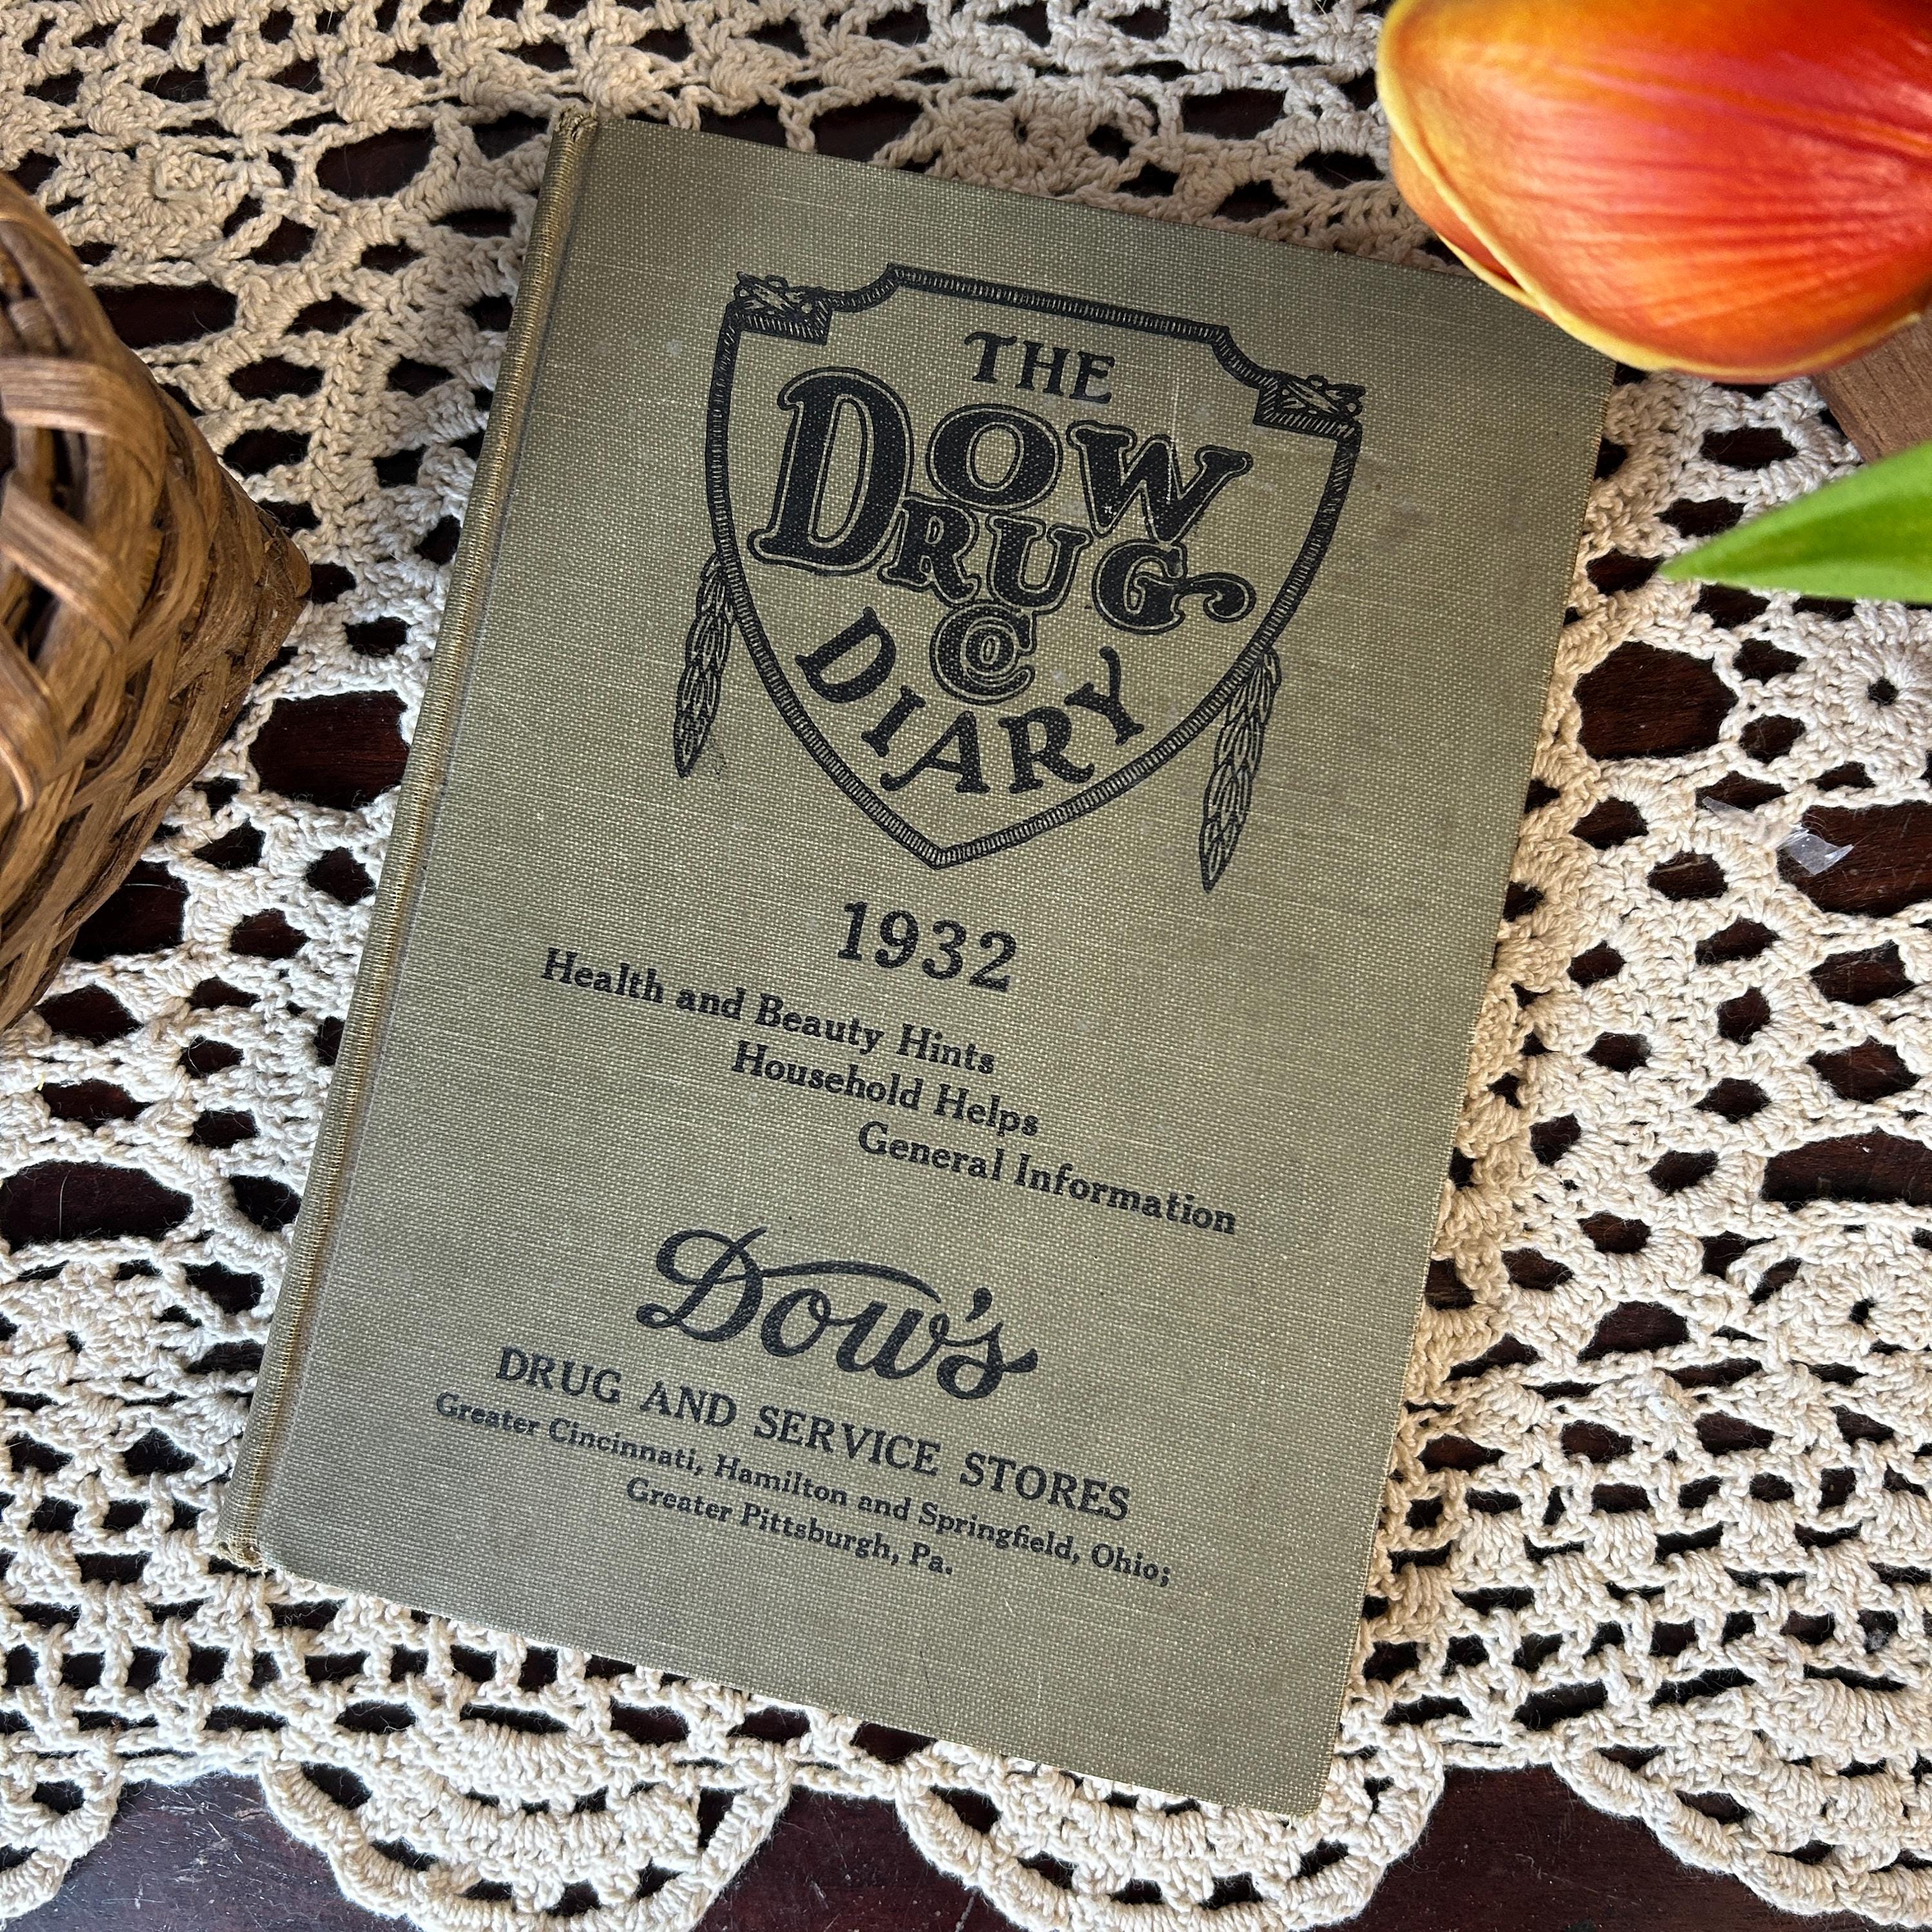 THE
DOW
DRUG
CO
DIARY
1932
Health and Beauty Hints
Household Helps
General Information
Dow's
DRUG AND SERVICE STORES
Greater Cincinnati, Hamilton and Springfield, Ohio;
Greater Pittsburgh, Pa.